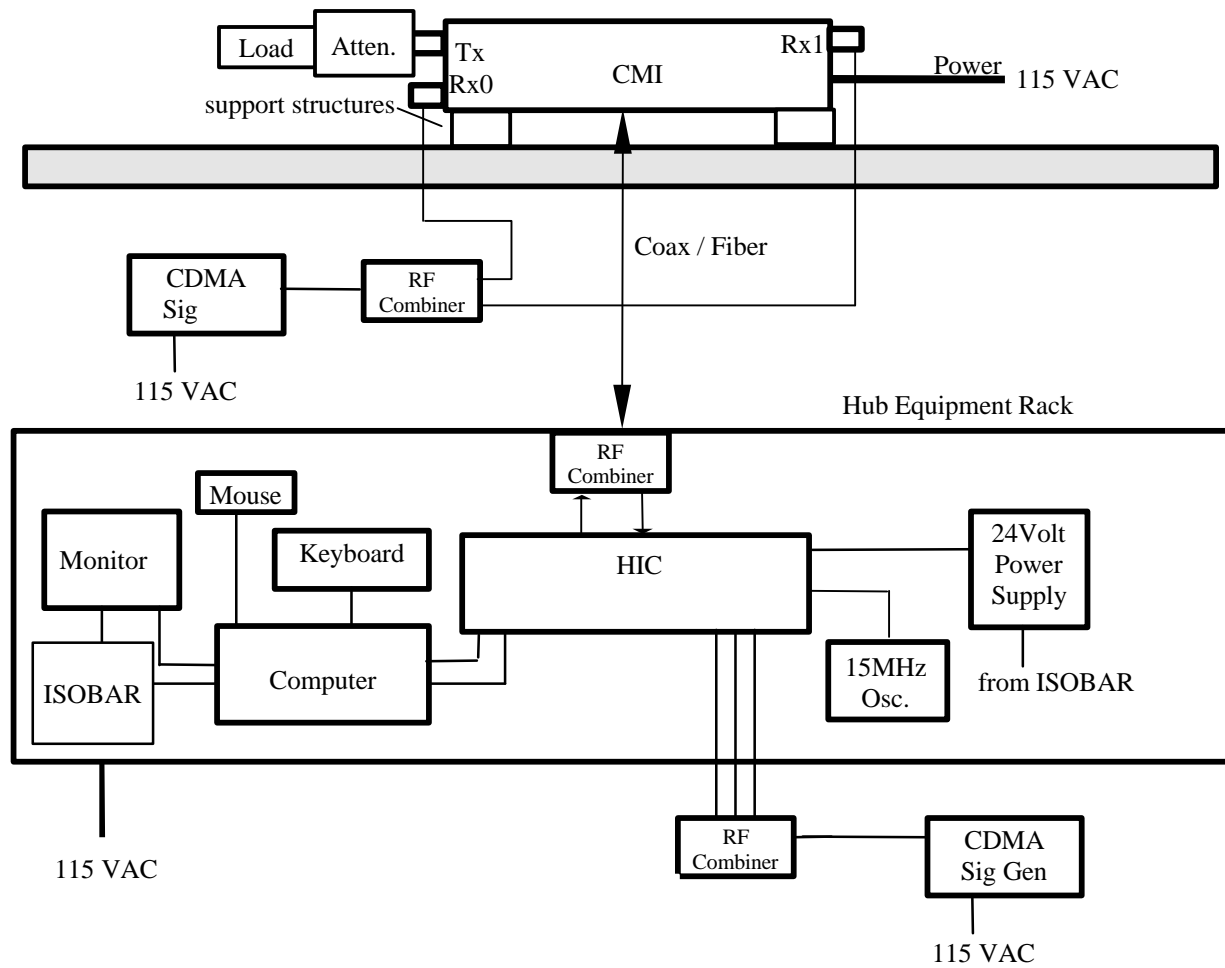 Load
Atten.
Tx
Rx0
Rx1
CMI
Power
115 VAC
support structures
Coax / Fiber
CDMA
Sig
RF
Combiner
115 VAC
Hub Equipment Rack
RF
Combiner
Mouse
Monitor
Keyboard
HIC
24Volt
Power
Supply
ISOBAR
Computer
15MHz
Osc.
from ISOBAR
115 VAC
RF
Combiner
CDMA
Sig Gen
115 VAC